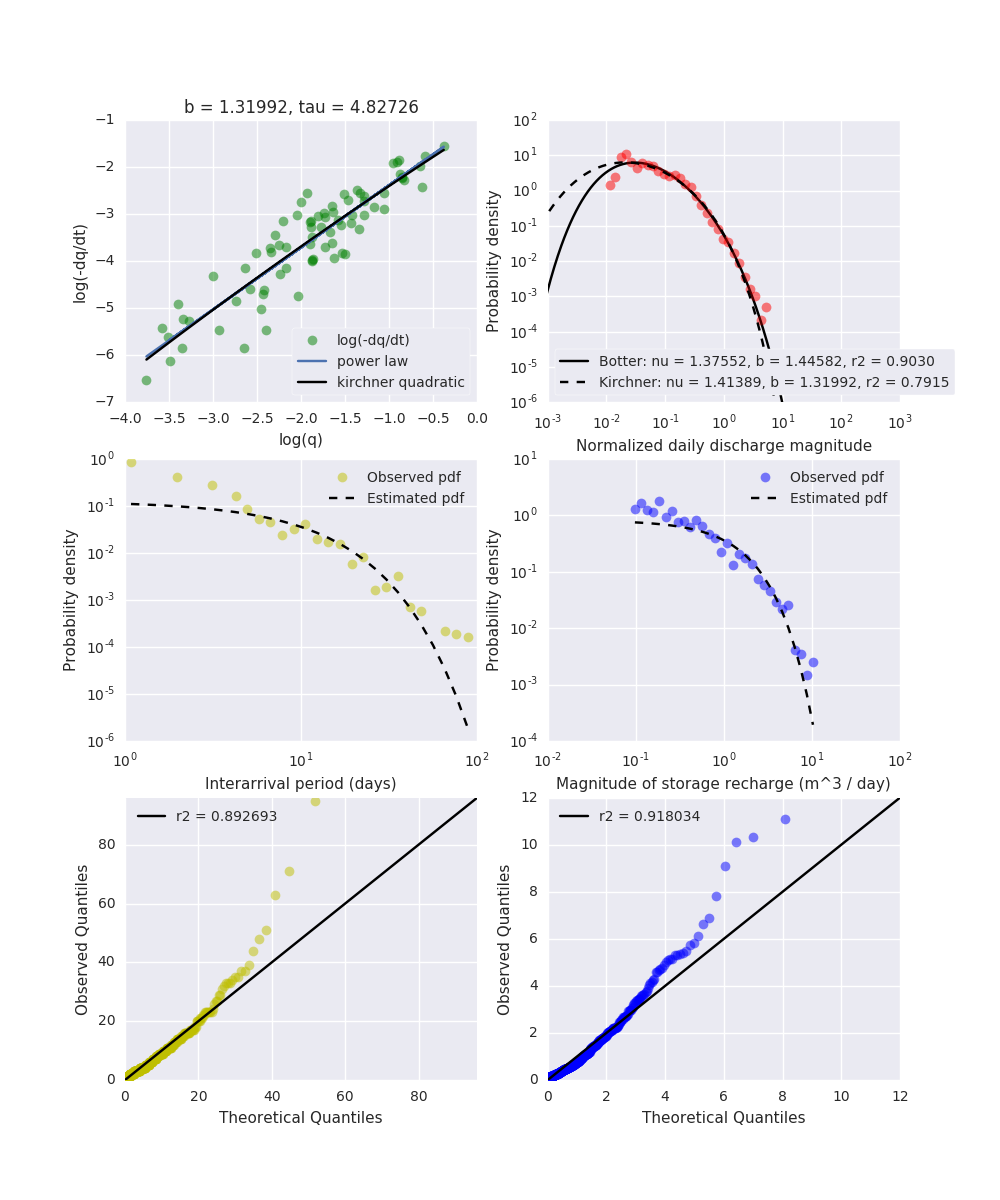 b = 1.31992, tau = 4.82726
−1
−2
−3
−4
−5
−6
−7
log(-dq/dt)
log(-dq/dt)
power law
kirchner quadratic
−4.0 −3.5 −3.0 −2.5 −2.0 −1.5 −1.0 −0.5 0.0
log(q)
10^2
10^1
10^0
10^-1
10^-2
10^-3
10^-4
10^-5
10^-6
Probability density
Botter: nu = 1.37552, b = 1.44582, r2 = 0.9030
Kirchner: nu = 1.41389, b = 1.31992, r2 = 0.7915
10^-3 10^-2 10^-1 10^0 10^1 10^2 10^3
Normalized daily discharge magnitude
10^0
10^-1
10^-2
10^-3
10^-4
10^-5
10^-6
Probability density
Observed pdf
Estimated pdf
10^0 10^1 10^2
Interarrival period (days)
10^1
10^0
10^-1
10^-2
10^-3
10^-4
Probability density
Observed pdf
Estimated pdf
10^-2 10^-1 10^0 10^1 10^2
Magnitude of storage recharge (m^3 / day)
80
60
40
20
0
Observed Quantiles
r2 = 0.892693
0 20 40 60 80
Theoretical Quantiles
12
10
8
6
4
2
0
Observed Quantiles
r2 = 0.918034
0 2 4 6 8 10 12
Theoretical Quantiles